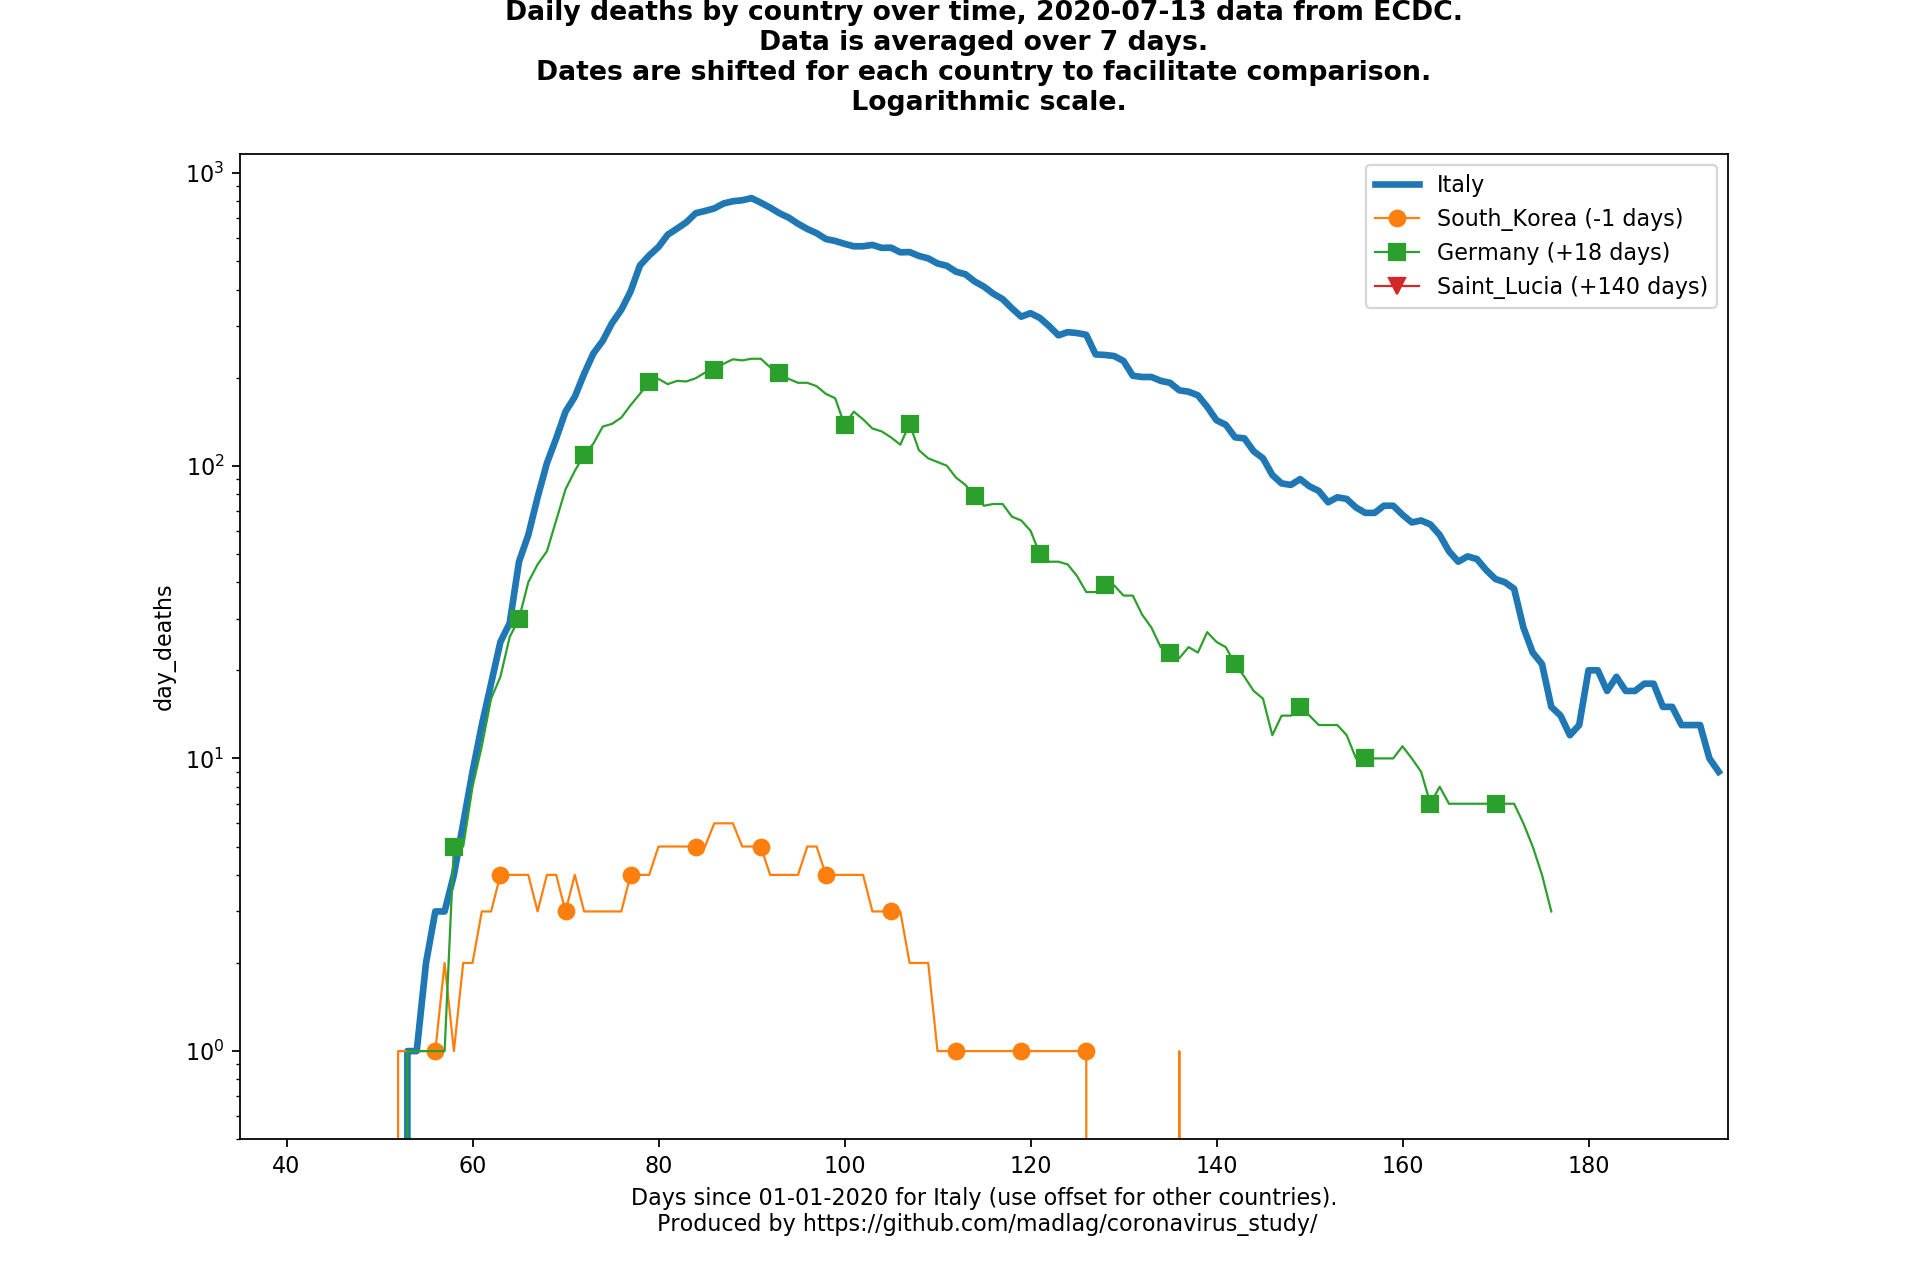 Daily deaths by country over time, 2020-07-13 data from ECDC.
Data is averaged over 7 days.
Dates are shifted for each country to facilitate comparison.
Logarithmic scale.
10³
10²
10¹
10⁰
day_deaths
Italy
South_Korea (-1 days)
Germany (+18 days)
Saint_Lucia (+140 days)
40 60 80 100 120 140 160 180
Days since 01-01-2020 for Italy (use offset for other countries).
Produced by https://github.com/madlag/coronavirus_study/